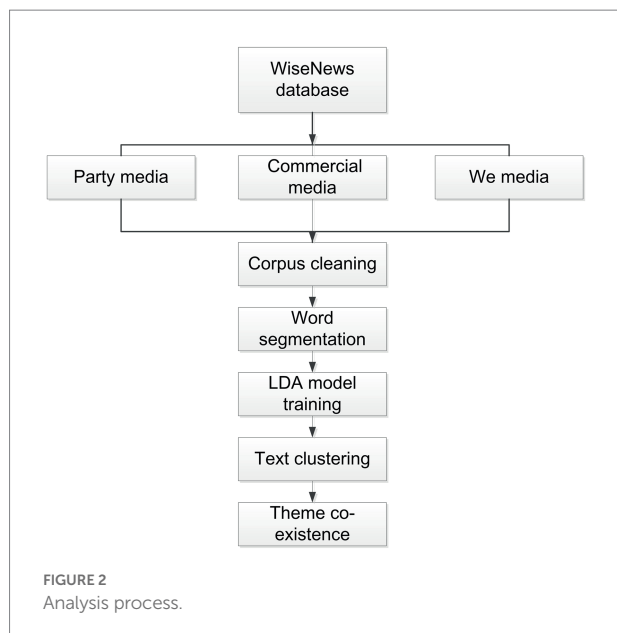 WiseNews
database
Party media
Commercial
media
We media
Corpus cleaning
Word
segmentation
LDA model
training
Text clustering
Theme co-
existence
FIGURE 2
Analysis process.